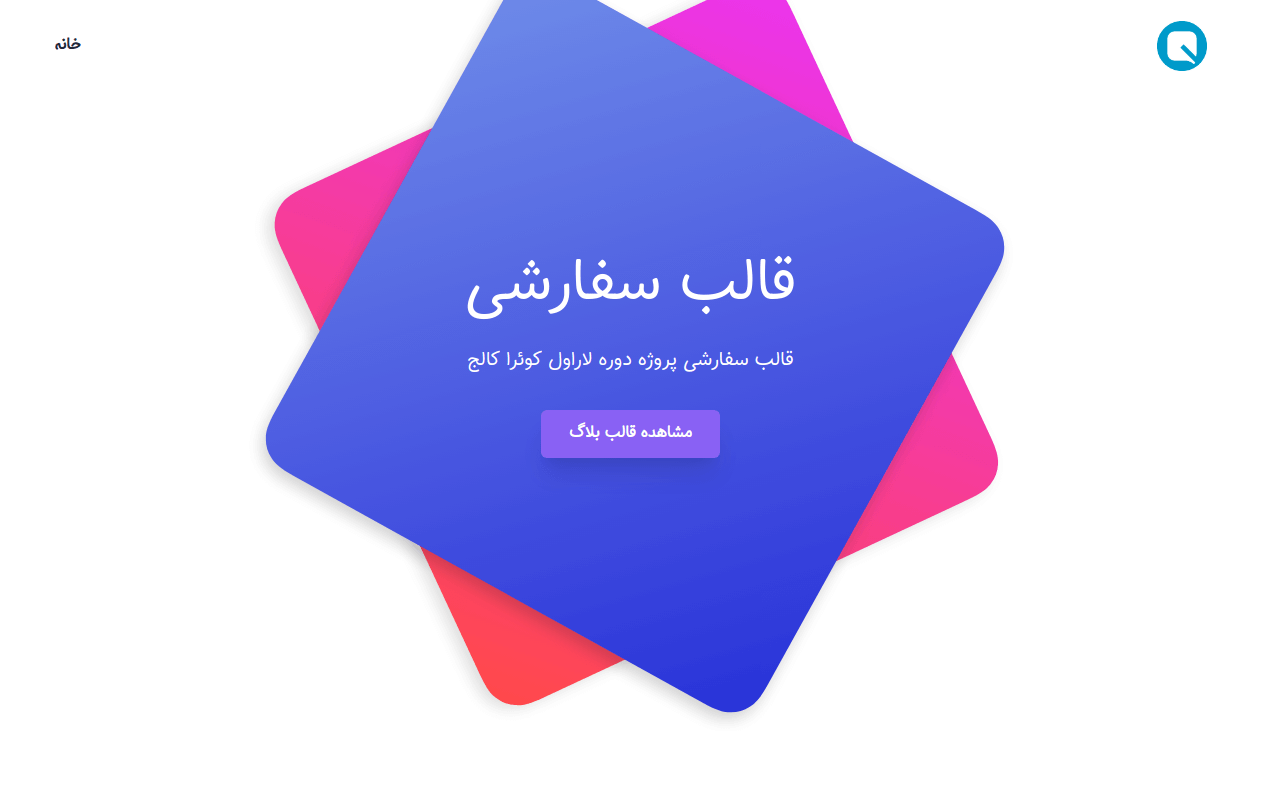 خانه
قالب سفارشی
قالب سفارشی پروژه دوره لاراول کوئرا کالج
مشاهده قالب بلاگ